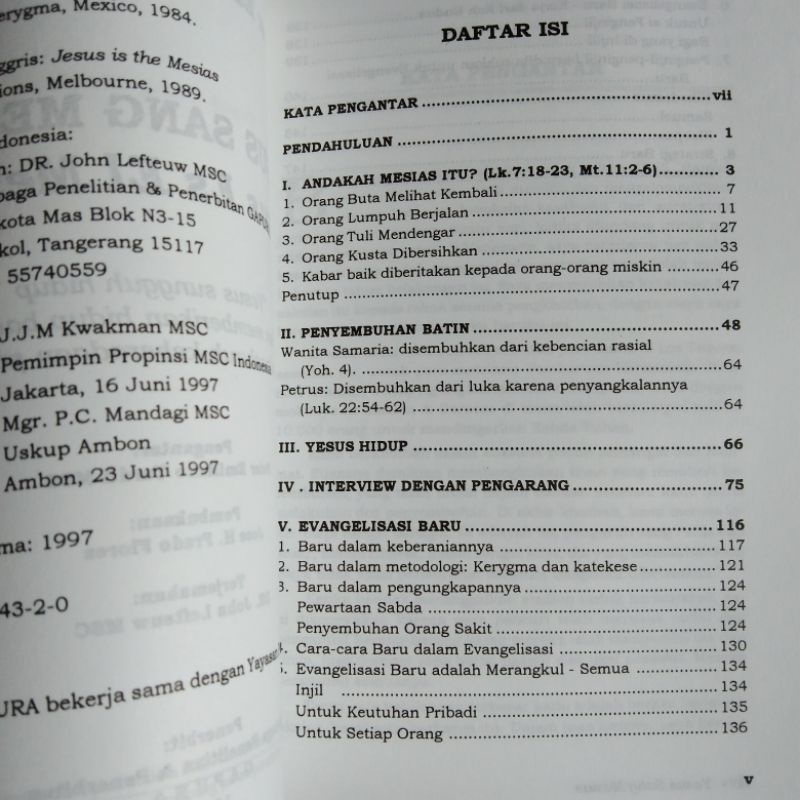 erygma, Mexico, 1984.
ggris: Jesus is the Mesias
ions, Melbourne, 1989.
donesia:
n: DR. John Lefteuw MSC
baga Penelitian & Penerbitan GAPURA
kota Mas Blok N3-15
kol, Tangerang 15117
55740559
J.J.M Kwakman MSC
Pemimpin Propinsi MSC Indonesia
Jakarta, 16 Juni 1997
Mgr. P.C. Mandagi MSC
Uskup Ambon
Ambon, 23 Juni 1997
ma: 1997
43-2-0
URA bekerja sama dengan Yayasan
DAFTAR ISI
KATA PENGANTAR ... vii
PENDAHULUAN ... 1
I. ANDAKAH MESIAS ITU? (Lk.7:18-23, Mt.11:2-6) ... 3
1. Orang Buta Melihat Kembali ... 7
2. Orang Lumpuh Berjalan ... 11
3. Orang Tuli Mendengar ... 27
4. Orang Kusta Dibersihkan ... 33
5. Kabar baik diberitakan kepada orang-orang miskin ... 46
Penutup ... 47
II. PENYEMBUHAN BATIN ... 48
Wanita Samaria: disembuhkan dari kebencian rasial
(Yoh. 4). ... 64
Petrus: Disembuhkan dari luka karena penyangkalannya
(Luk. 22:54-62) ... 64
III. YESUS HIDUP ... 66
IV . INTERVIEW DENGAN PENGARANG ... 75
V. EVANGELISASI BARU ... 116
1. Baru dalam keberaniannya ... 117
2. Baru dalam metodologi: Kerygma dan katekese ... 121
3. Baru dalam pengungkapannya ... 124
Pewartaan Sabda ... 124
Penyembuhan Orang Sakit ... 124
4. Cara-cara Baru dalam Evangelisasi ... 130
5. Evangelisasi Baru adalah Merangkul - Semua ... 134
Injil ... 134
Untuk Keutuhan Pribadi ... 135
Untuk Setiap Orang ... 136
v